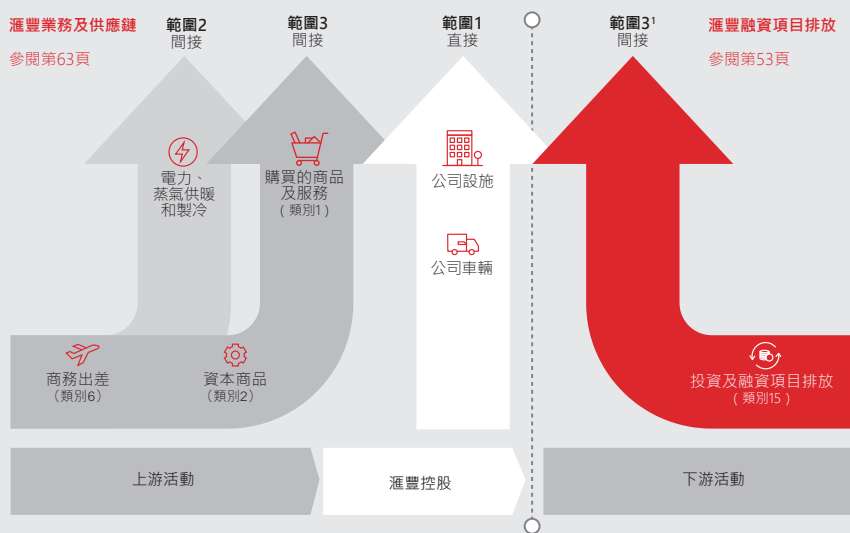 滙豐業務及供應鏈
參閱第63頁
範圍2
間接
範圍3
間接
範圍1
直接
範圍3¹
間接
滙豐融資項目排放
參閱第53頁
電力、
蒸氣供暖
和製冷
購買的商品
及服務
(類別1)
公司設施
公司車輛
商務出差
(類別6)
資本商品
(類別2)
投資及融資項目排放
(類別15)
上游活動
滙豐控股
下游活動